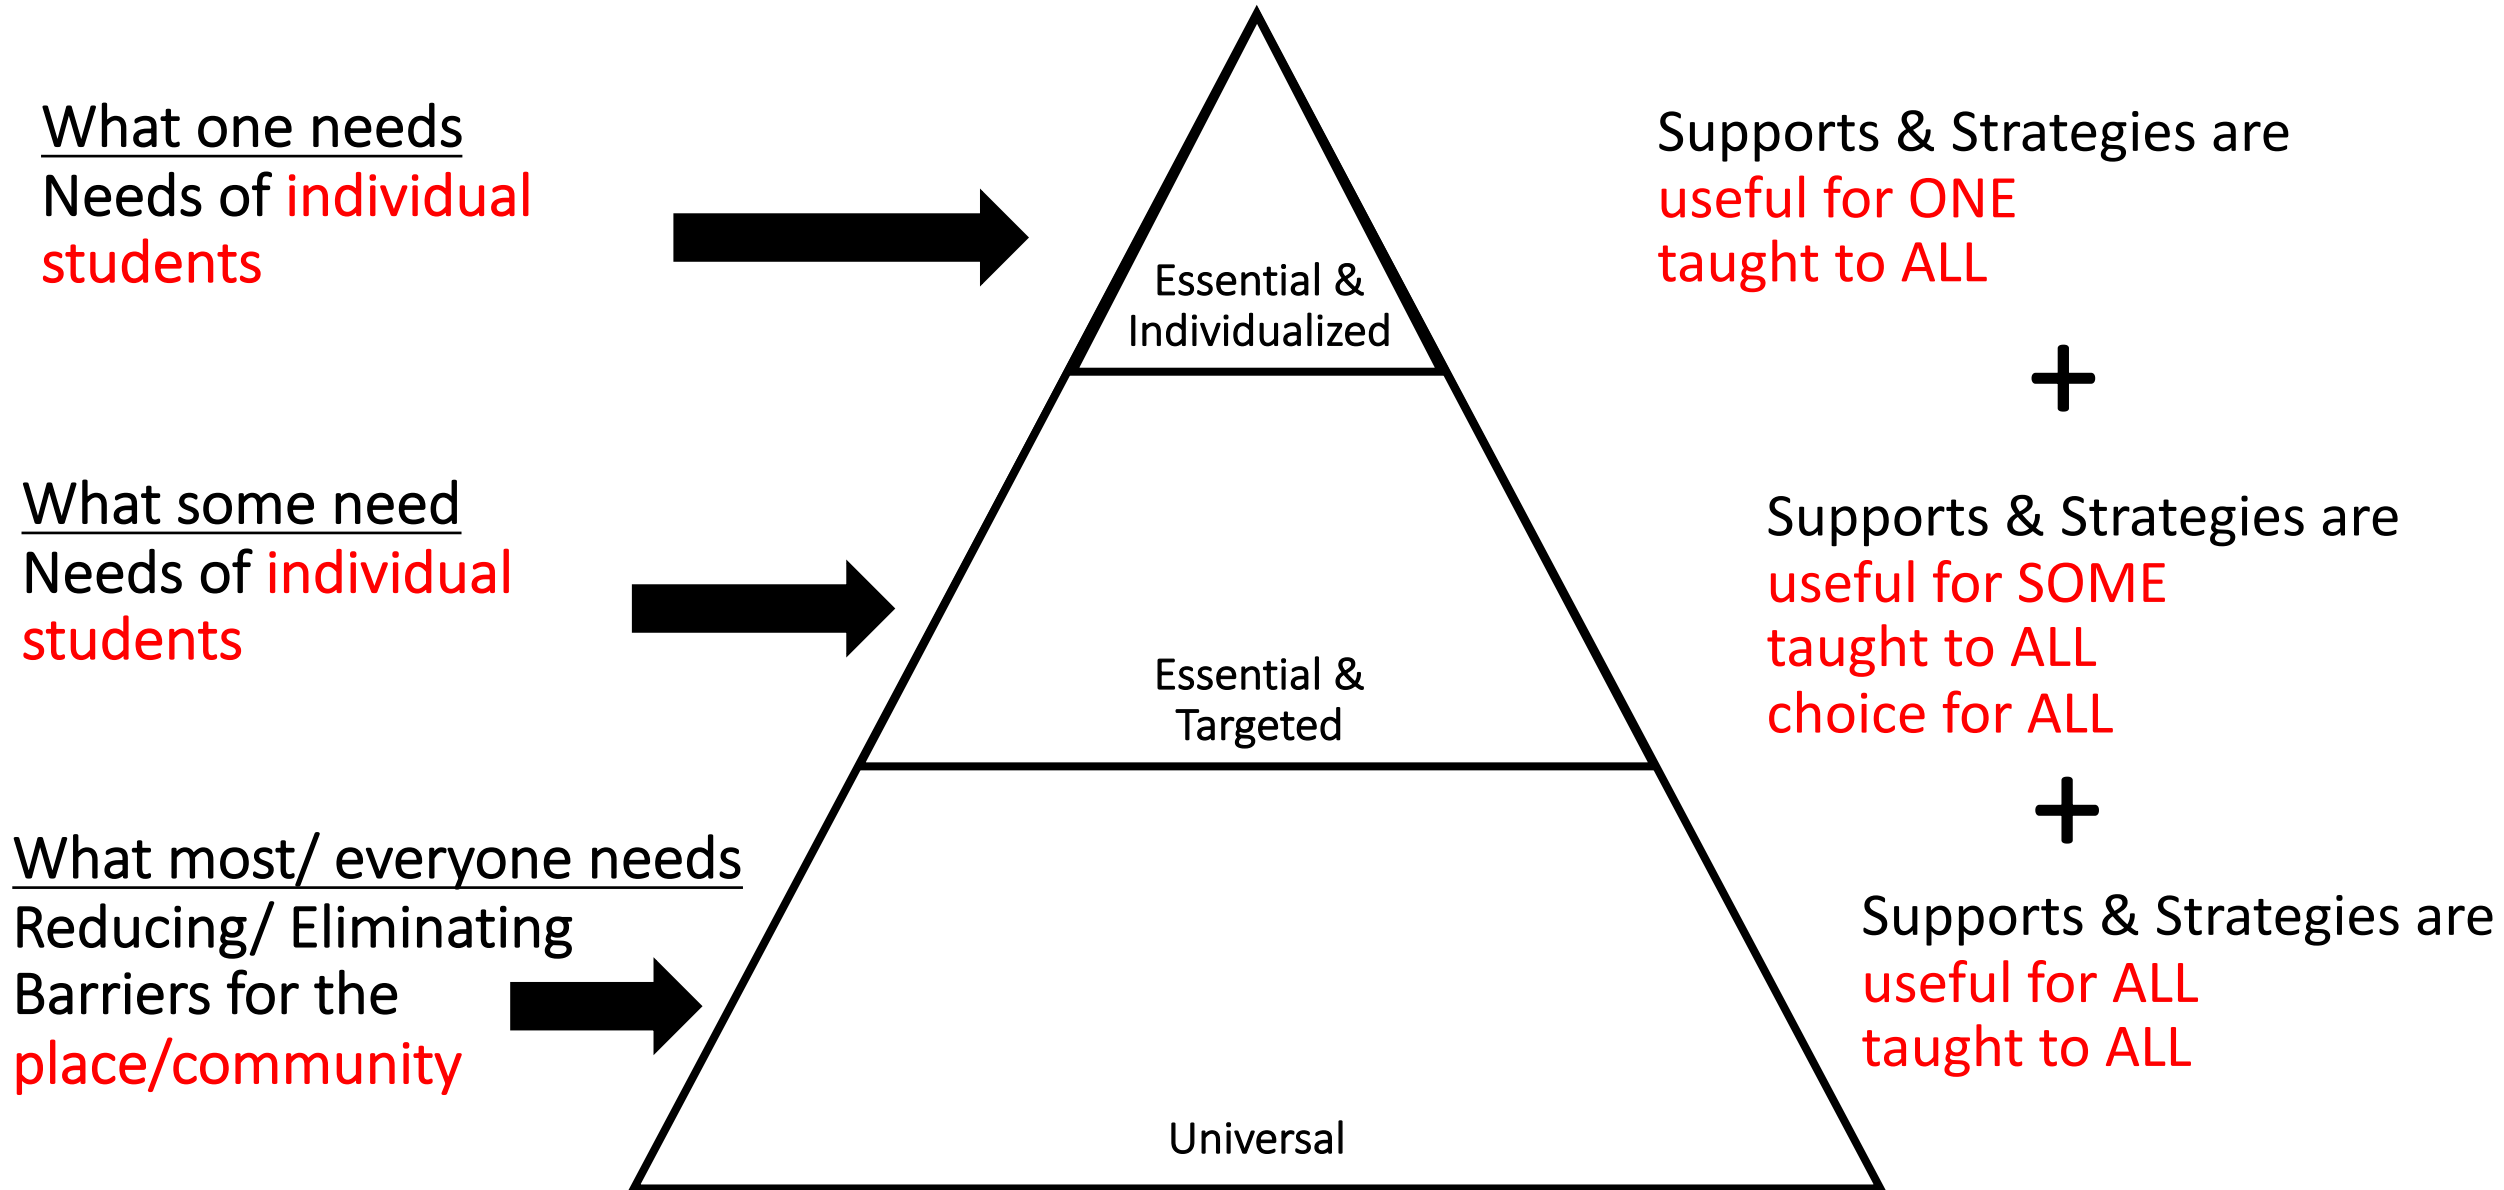 What one needs
Needs of individual
students
Essential &
Individualized
Supports & Strategies are
useful for ONE
taught to ALL
+
What some need
Needs of individual
students
Essential &
Targeted
Supports & Strategies are
useful for SOME
taught to ALL
choice for ALL
+
What most/ everyone needs
Reducing/ Eliminating
Barriers for the
place/community
Universal
Supports & Strategies are
useful for ALL
taught to ALL